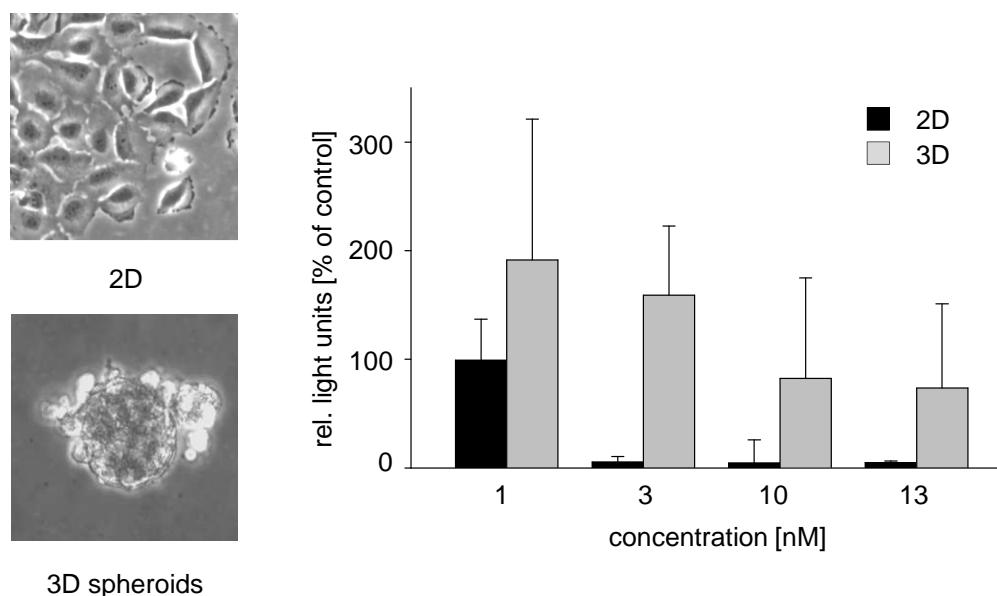 2D
3D spheroids
rel. light units [% of control]
300
200
100
0
2D
3D
1
3
10
13
concentration [nM]